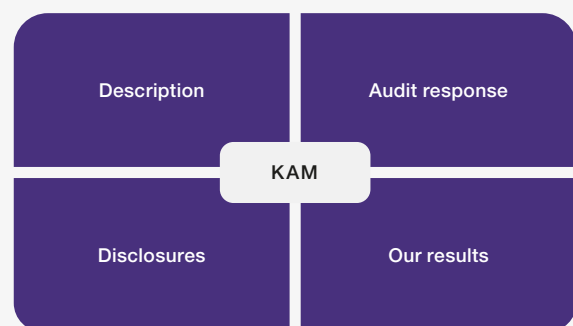 Description
Audit response
KAM
Disclosures
Our results